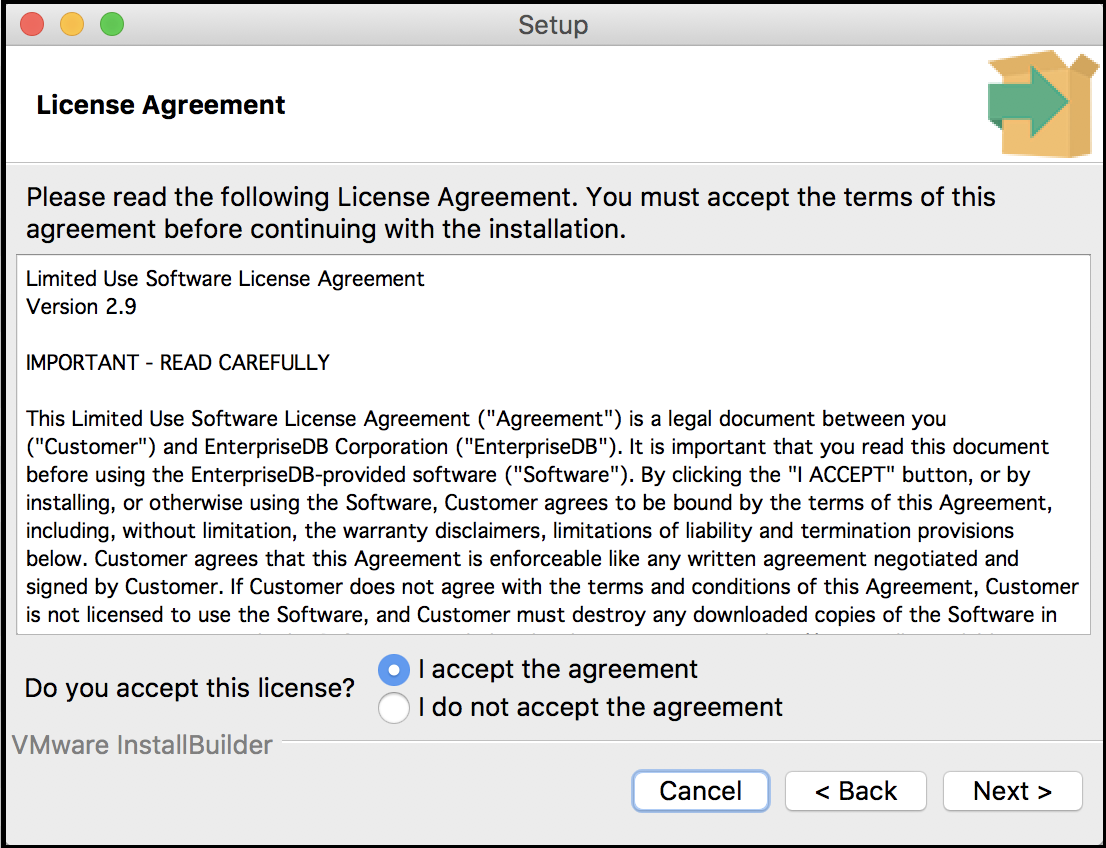 Setup
License Agreement
Please read the following License Agreement. You must accept the terms of this
agreement before continuing with the installation.
Limited Use Software License Agreement
Version 2.9
IMPORTANT - READ CAREFULLY
This Limited Use Software License Agreement ("Agreement") is a legal document between you
("Customer") and EnterpriseDB Corporation ("EnterpriseDB"). It is important that you read this document
before using the EnterpriseDB-provided software ("Software"). By clicking the "I ACCEPT" button, or by
installing, or otherwise using the Software, Customer agrees to be bound by the terms of this Agreement,
including, without limitation, the warranty disclaimers, limitations of liability and termination provisions
below. Customer agrees that this Agreement is enforceable like any written agreement negotiated and
signed by Customer. If Customer does not agree with the terms and conditions of this Agreement, Customer
is not licensed to use the Software, and Customer must destroy any downloaded copies of the Software in
Do you accept this license?
I accept the agreement
I do not accept the agreement
VMware InstallBuilder
Cancel
< Back
Next >